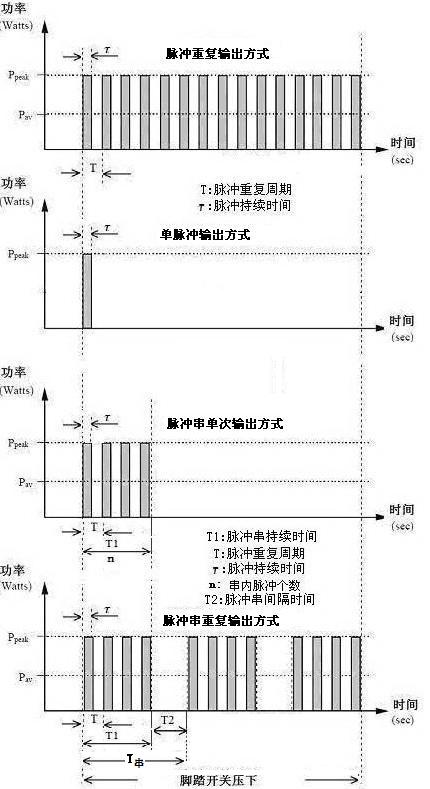 功率
(Watts)
脉冲重复输出方式
τ
Ppeak
Pav
时间
(sec)
T
T:脉冲重复周期
τ:脉冲持续时间
功率
(Watts)
单脉冲输出方式
τ
Ppeak
时间
(sec)
功率
(Watts)
脉冲串单次输出方式
τ
Ppeak
Pav
时间
(sec)
T
T1
n
T1:脉冲串持续时间
T:脉冲重复周期
τ:脉冲持续时间
n: 串内脉冲个数
T2:脉冲串间隔时间
功率
(Watts)
脉冲串重复输出方式
τ
Ppeak
Pav
时间
(sec)
T
T1
T2
T串
脚踏开关压下